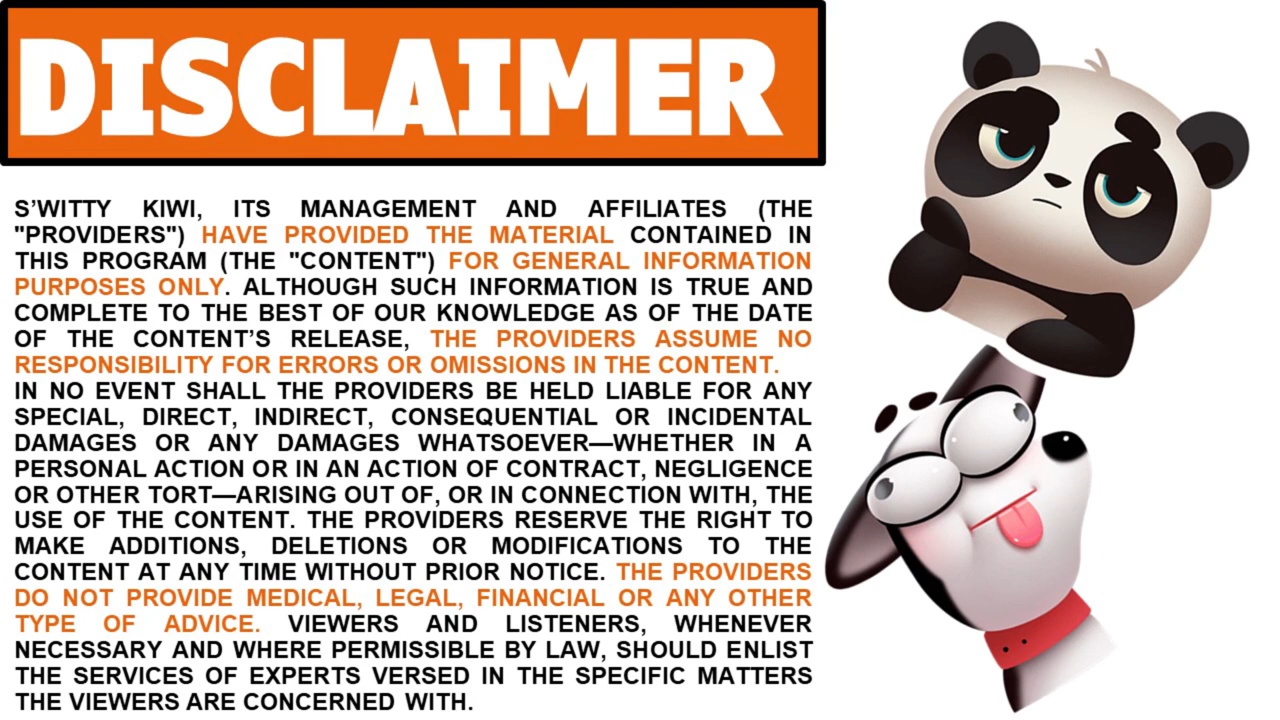 DISCLAIMER
S’WITTY KIWI, ITS MANAGEMENT AND AFFILIATES (THE
"PROVIDERS") HAVE PROVIDED THE MATERIAL CONTAINED IN
THIS PROGRAM (THE "CONTENT") FOR GENERAL INFORMATION
PURPOSES ONLY. ALTHOUGH SUCH INFORMATION IS TRUE AND
COMPLETE TO THE BEST OF OUR KNOWLEDGE AS OF THE DATE
OF THE CONTENT’S RELEASE, THE PROVIDERS ASSUME NO
RESPONSIBILITY FOR ERRORS OR OMISSIONS IN THE CONTENT.
IN NO EVENT SHALL THE PROVIDERS BE HELD LIABLE FOR ANY
SPECIAL, DIRECT, INDIRECT, CONSEQUENTIAL OR INCIDENTAL
DAMAGES OR ANY DAMAGES WHATSOEVER—WHETHER IN A
PERSONAL ACTION OR IN AN ACTION OF CONTRACT, NEGLIGENCE
OR OTHER TORT—ARISING OUT OF, OR IN CONNECTION WITH, THE
USE OF THE CONTENT. THE PROVIDERS RESERVE THE RIGHT TO
MAKE ADDITIONS, DELETIONS OR MODIFICATIONS TO THE
CONTENT AT ANY TIME WITHOUT PRIOR NOTICE. THE PROVIDERS
DO NOT PROVIDE MEDICAL, LEGAL, FINANCIAL OR ANY OTHER
TYPE OF ADVICE. VIEWERS AND LISTENERS, WHENEVER
NECESSARY AND WHERE PERMISSIBLE BY LAW, SHOULD ENLIST
THE SERVICES OF EXPERTS VERSED IN THE SPECIFIC MATTERS
THE VIEWERS ARE CONCERNED WITH.